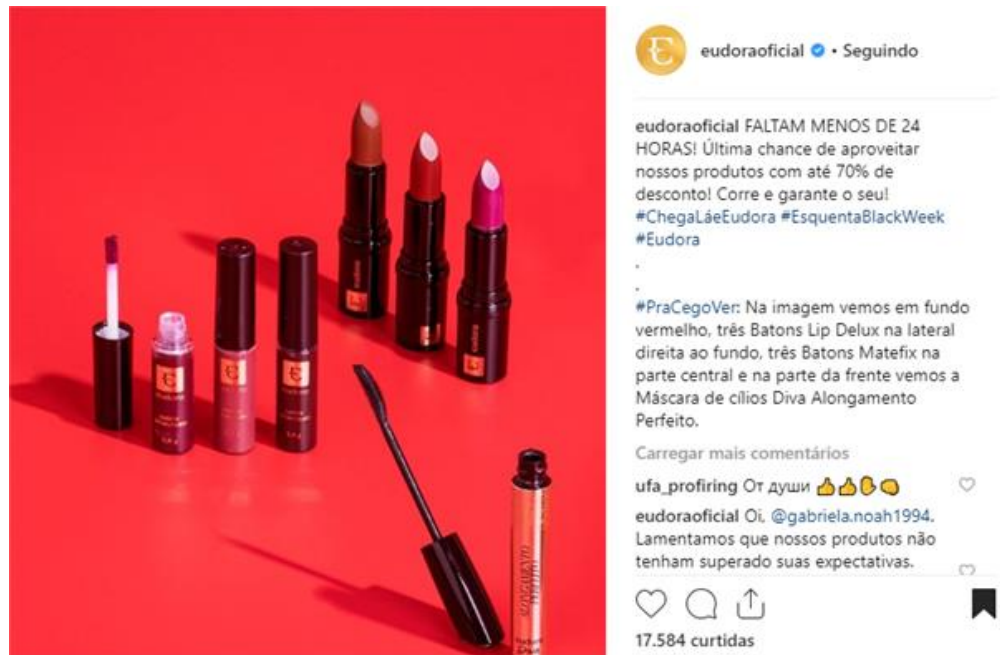 eudoraoficial • Seguindo
eudoraoficial FALTAM MENOS DE 24
HORAS! Última chance de aproveitar
nossos produtos com até 70% de
desconto! Corre e garante o seu!
#ChegaLáeEudora #EsquentaBlackWeek
#Eudora
.
.
#PraCegoVer: Na imagem vemos em fundo
vermelho, três Batons Lip Delux na lateral
direita ao fundo, três Batons Matefix na
parte central e na parte da frente vemos a
Máscara de cílios Diva Alongamento
Perfeito.
Carregar mais comentários
ufa_profiring От души 👍👍✋👊
eudoraoficial Oi, @gabriela.noah1994.
Lamentamos que nossos produtos não
tenham superado suas expectativas.
17.584 curtidas
E
eudora
E
eudora
E
eudora